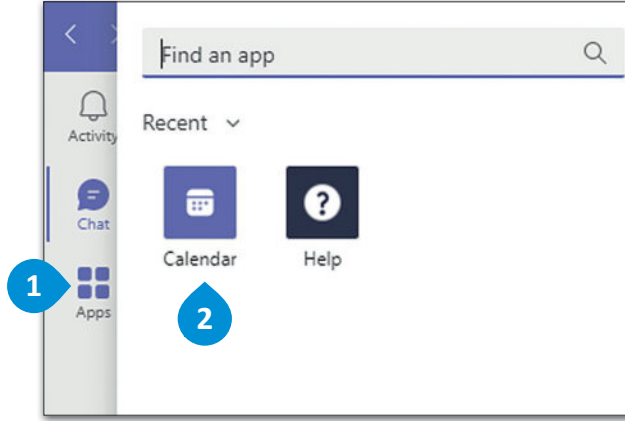 Find an app
Activity
Recent
Chat
Calendar
Help
1
Apps
2